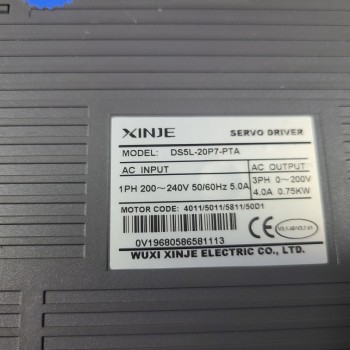 XINJE SERVO DRIVER
MODEL: DS5L-20P7-PTA
AC INPUT AC OUTPUT
1PH 200～240V 50/60Hz 5.0A 3PH 0～200V
4.0A 0.75KW
MOTOR CODE: 4011/5011/5811/50D1
0V19680586581113 CE
WUXI XINJE ELECTRIC CO., LTD.